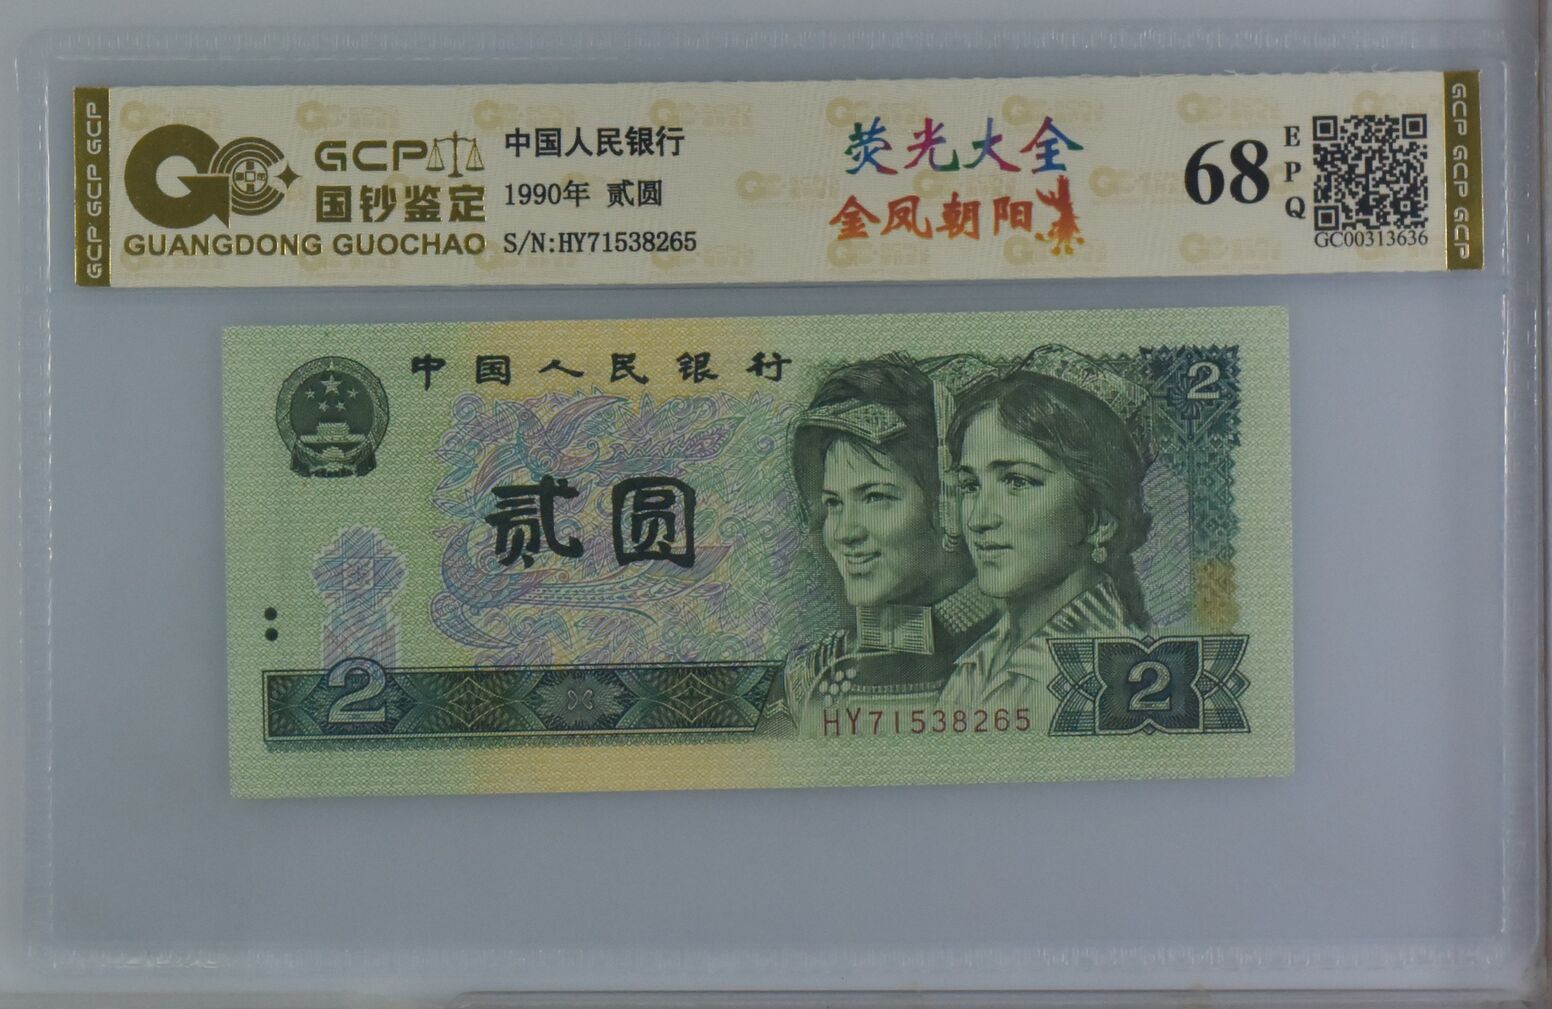 GCP GCP GCP
GCP
国钞鉴定
GUANGDONG GUOCHAO
中国人民银行
1990年 贰圆
S/N:HY71538265
荧光大全
金凤朝阳
68
EPQ
GC00313636
GCP GCP GCP
中国人民银行
2
贰圆
2
HY71538265
2